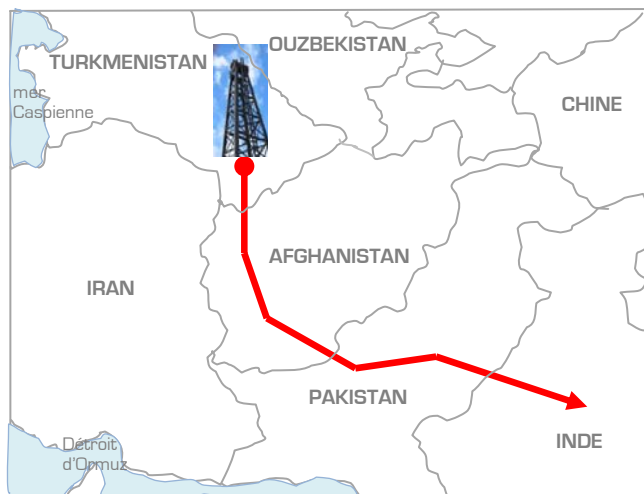 OUZBEKISTAN
TURKMENISTAN
mer
Caspienne
CHINE
AFGHANISTAN
IRAN
PAKISTAN
INDE
Détroit
d'Ormuz